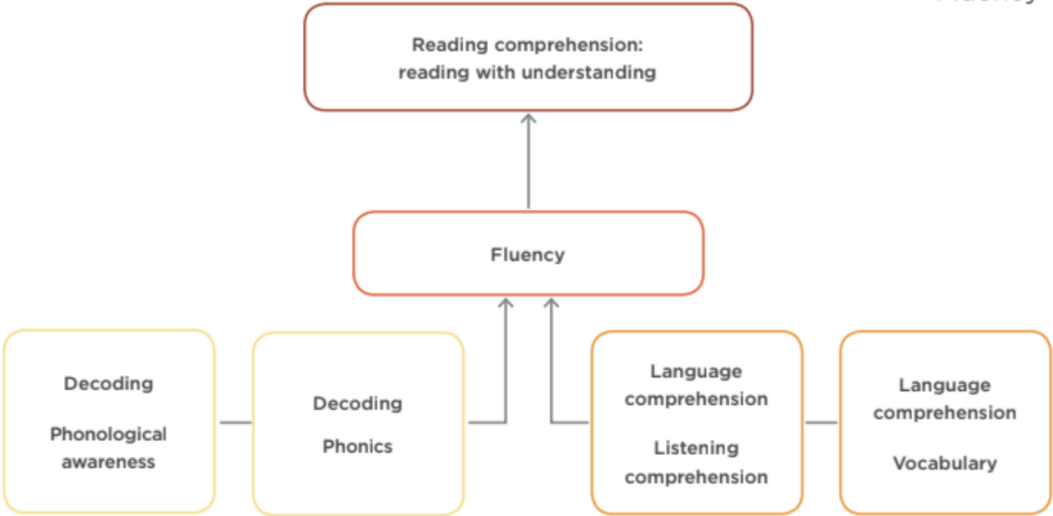 Reading comprehension:
reading with understanding
Fluency
Decoding
Phonological
awareness
Decoding
Phonics
Language
comprehension
Listening
comprehension
Language
comprehension
Vocabulary